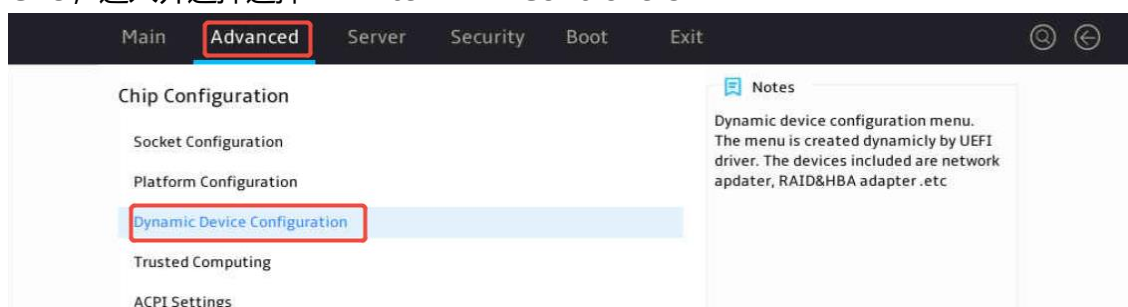 Main Advanced Server Security Boot Exit
Chip Configuration
Socket Configuration
Platform Configuration
Dynamic Device Configuration
Trusted Computing
ACPI Settings
Notes
Dynamic device configuration menu.
The menu is created dynamicly by UEFI
driver. The devices included are network
apdater, RAID&HBA adapter .etc